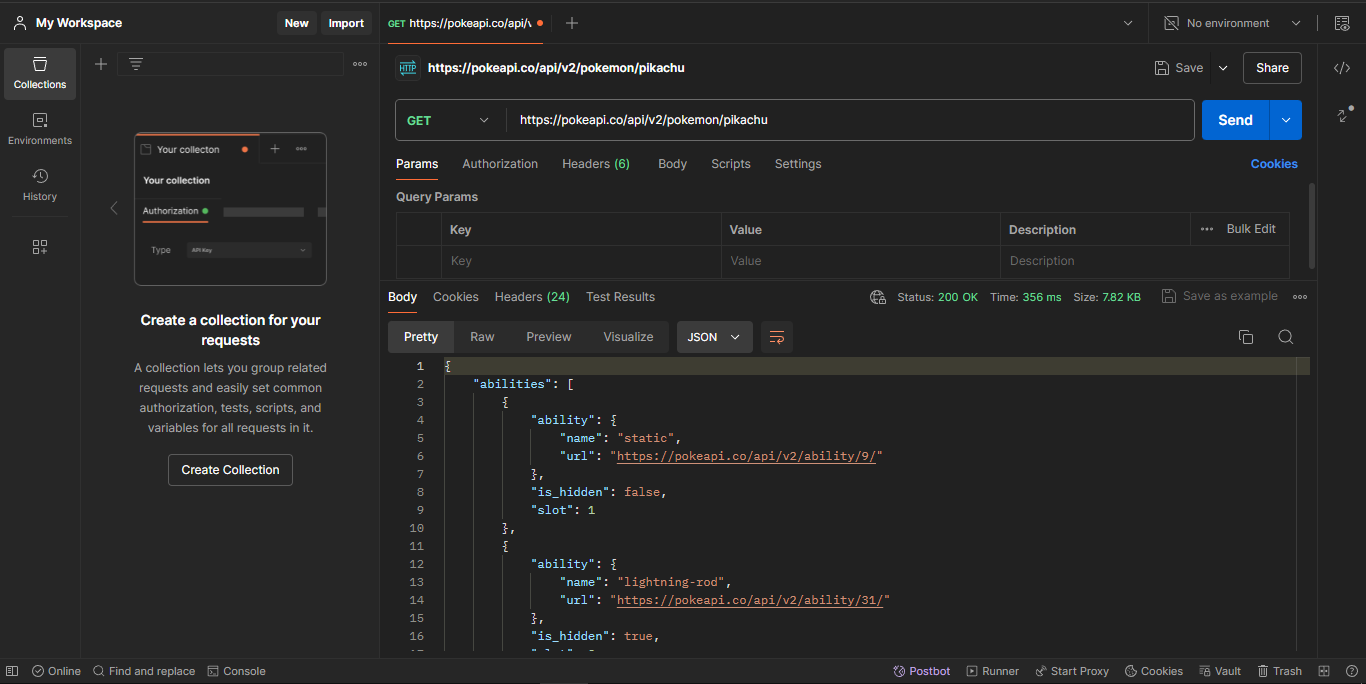 My Workspace
New
Import
GET https://pokeapi.co/api/v
No environment
Collections
Environments
History
Your collecton
Your collection
Authorization
Type
API Key
Create a collection for your
requests
A collection lets you group related
requests and easily set common
authorization, tests, scripts, and
variables for all requests in it.
Create Collection
HTTP
https://pokeapi.co/api/v2/pokemon/pikachu
Save
Share
GET
https://pokeapi.co/api/v2/pokemon/pikachu
Send
Params Authorization Headers (6) Body Scripts Settings Cookies
Query Params
Key Value Description Bulk Edit
Key Value Description
Body Cookies Headers (24) Test Results Status: 200 OK Time: 356 ms Size: 7.82 KB Save as example
Pretty Raw Preview Visualize JSON
1 {
2 "abilities": [
3 {
4 "ability": {
5 "name": "static",
6 "url": "https://pokeapi.co/api/v2/ability/9/"
7 },
8 "is_hidden": false,
9 "slot": 1
10 },
11 {
12 "ability": {
13 "name": "lightning-rod",
14 "url": "https://pokeapi.co/api/v2/ability/31/"
15 },
16 "is_hidden": true,
Online Find and replace Console Postbot Runner Start Proxy Cookies Vault Trash